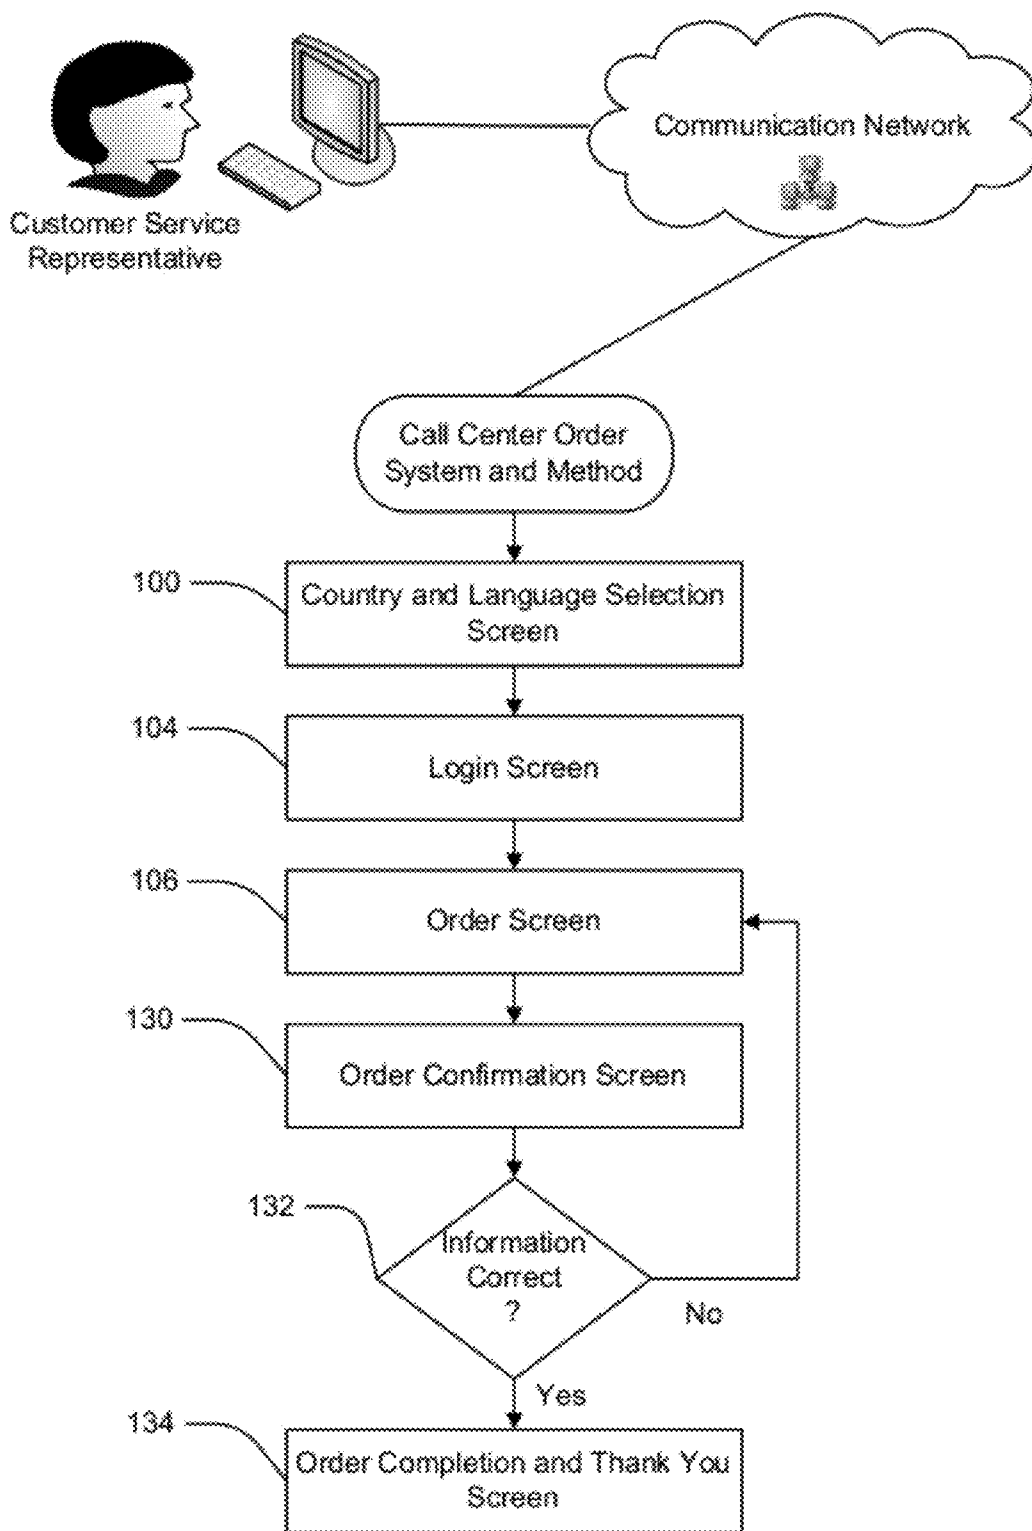 Customer Service
Representative
Communication Network
Call Center Order
System and Method
100
Country and Language Selection
Screen
104
Login Screen
106
Order Screen
130
Order Confirmation Screen
132
Information
Correct
?
No
Yes
134
Order Completion and Thank You
Screen